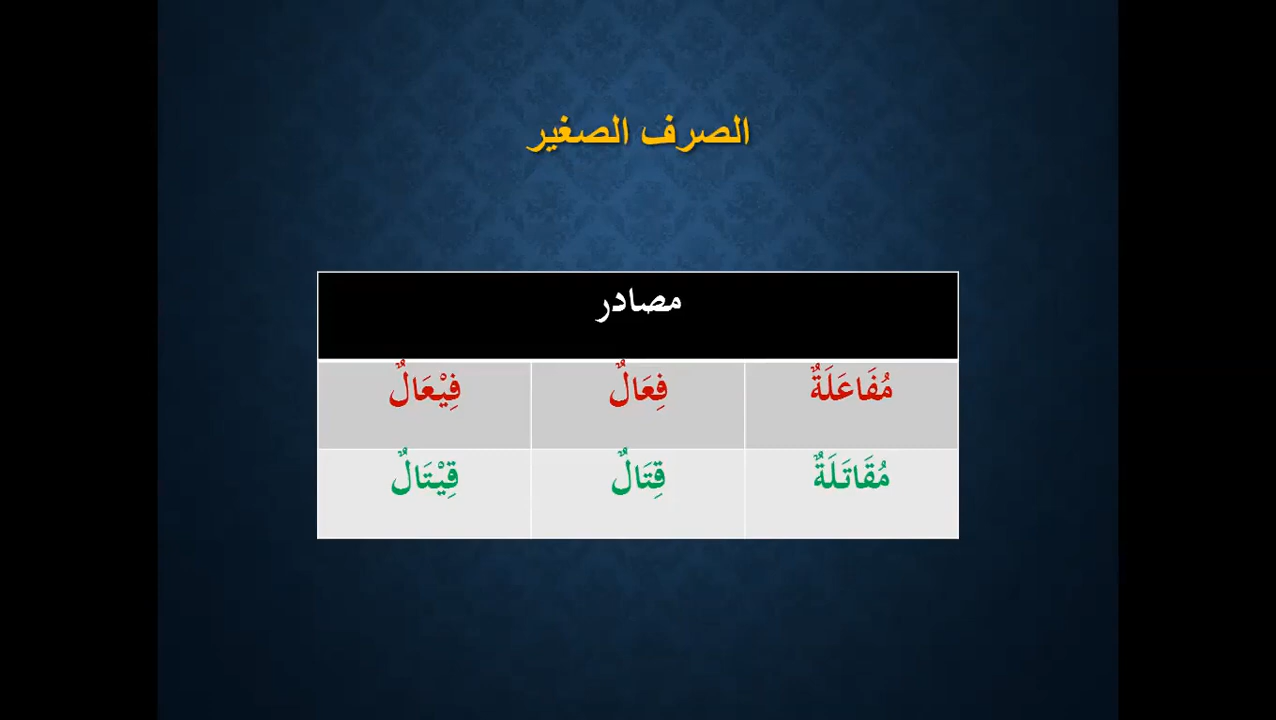 الصرف الصغير
مصادر
مُفَاعَلَةٌ فِعَالٌ فِيْعَالٌ
مُقَاتَلَةٌ قِتَالٌ قِيْتَالٌ